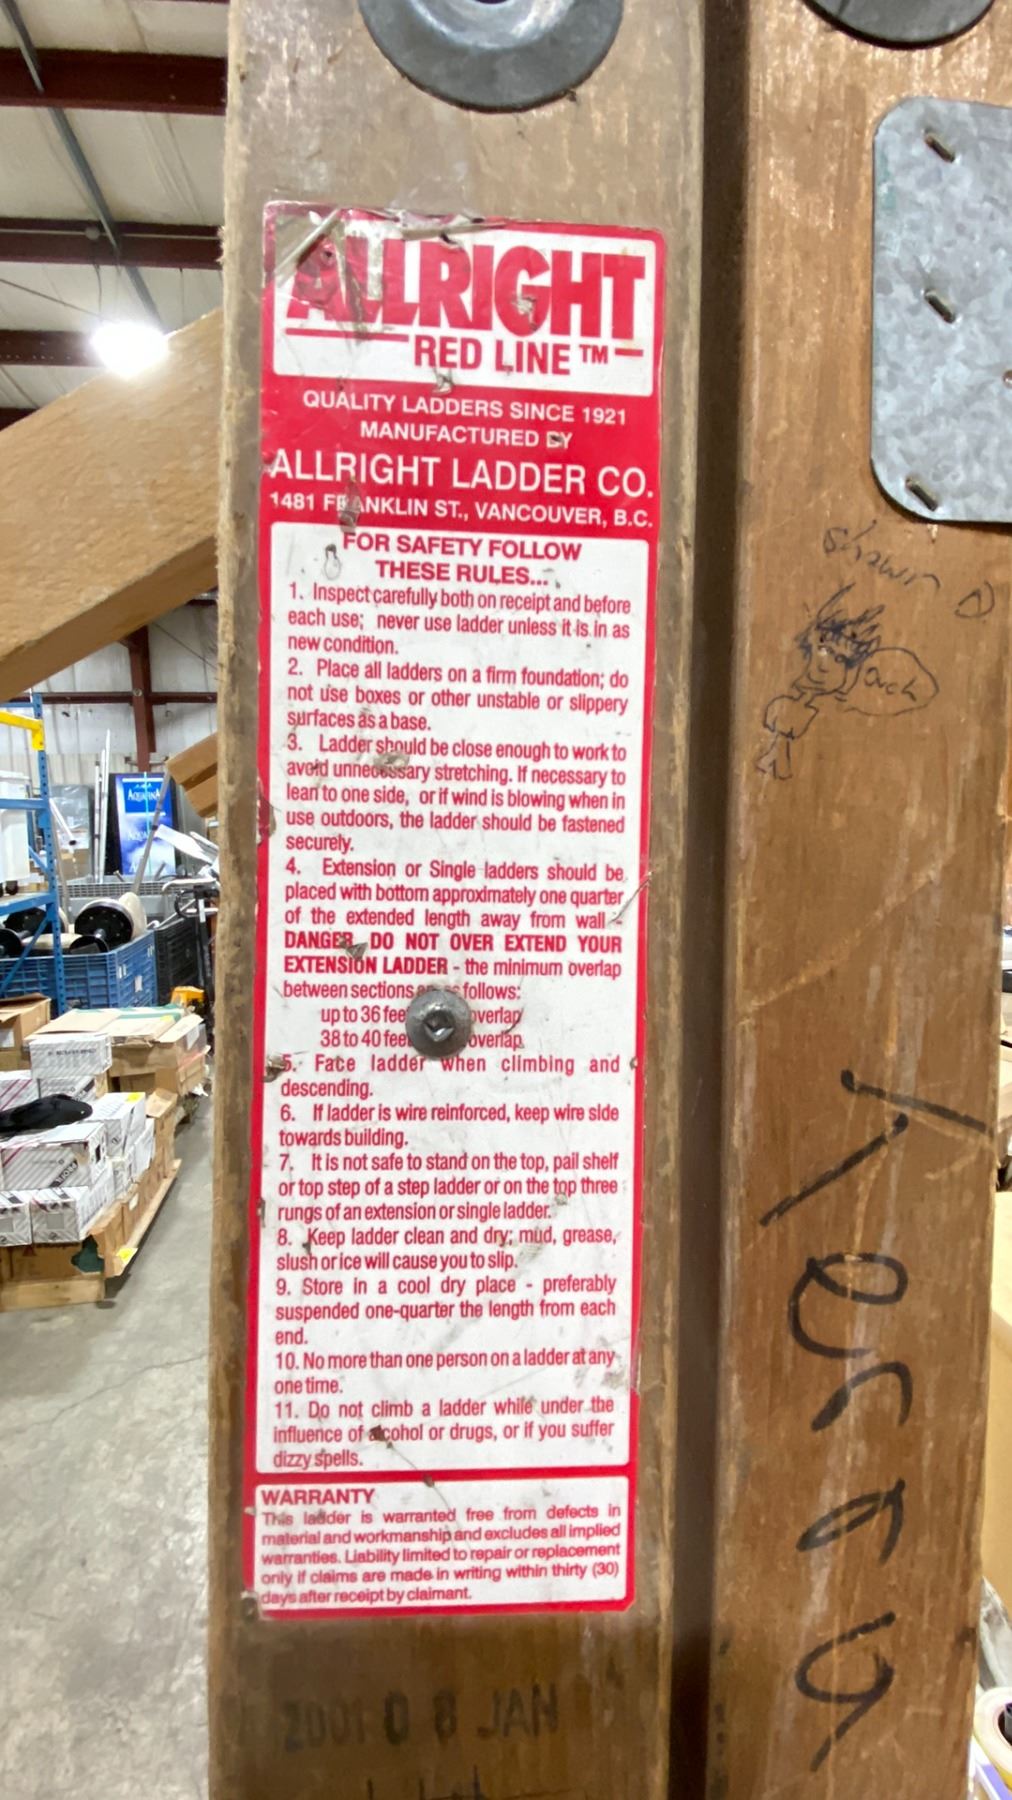 ALLRIGHT
RED LINE ™
QUALITY LADDERS SINCE 1921
MANUFACTURED BY
ALLRIGHT LADDER CO.
1481 FRANKLIN ST., VANCOUVER, B.C.
FOR SAFETY FOLLOW
THESE RULES...
1. Inspect carefully both on receipt and before
each use; never use ladder unless it is in as
new condition.
2. Place all ladders on a firm foundation; do
not use boxes or other unstable or slippery
surfaces as a base.
3. Ladder should be close enough to work to
avoid unnecessary stretching. If necessary to
lean to one side, or if wind is blowing when in
use outdoors, the ladder should be fastened
securely.
4. Extension or Single ladders should be
placed with bottom approximately one quarter
of the extended length away from wall -
DANGER DO NOT OVER EXTEND YOUR
EXTENSION LADDER - the minimum overlap
between sections follows:
up to 36 feet overlap
38 to 40 feet overlap
5. Face ladder when climbing and
descending.
6. If ladder is wire reinforced, keep wire side
towards building.
7. It is not safe to stand on the top, pail shelf
or top step of a step ladder or on the top three
rungs of an extension or single ladder.
8. Keep ladder clean and dry; mud, grease,
slush or ice will cause you to slip.
9. Store in a cool dry place - preferably
suspended one-quarter the length from each
end.
10. No more than one person on a ladder at any
one time.
11. Do not climb a ladder while under the
influence of alcohol or drugs, or if you suffer
dizzy spells.
WARRANTY
This ladder is warranted free from defects in
material and workmanship and excludes all implied
warranties. Liability limited to repair or replacement
only if claims are made in writing within thirty (30)
days after receipt by claimant.
JAN 8 0
Shawn D
Ouch
AQUAFINA